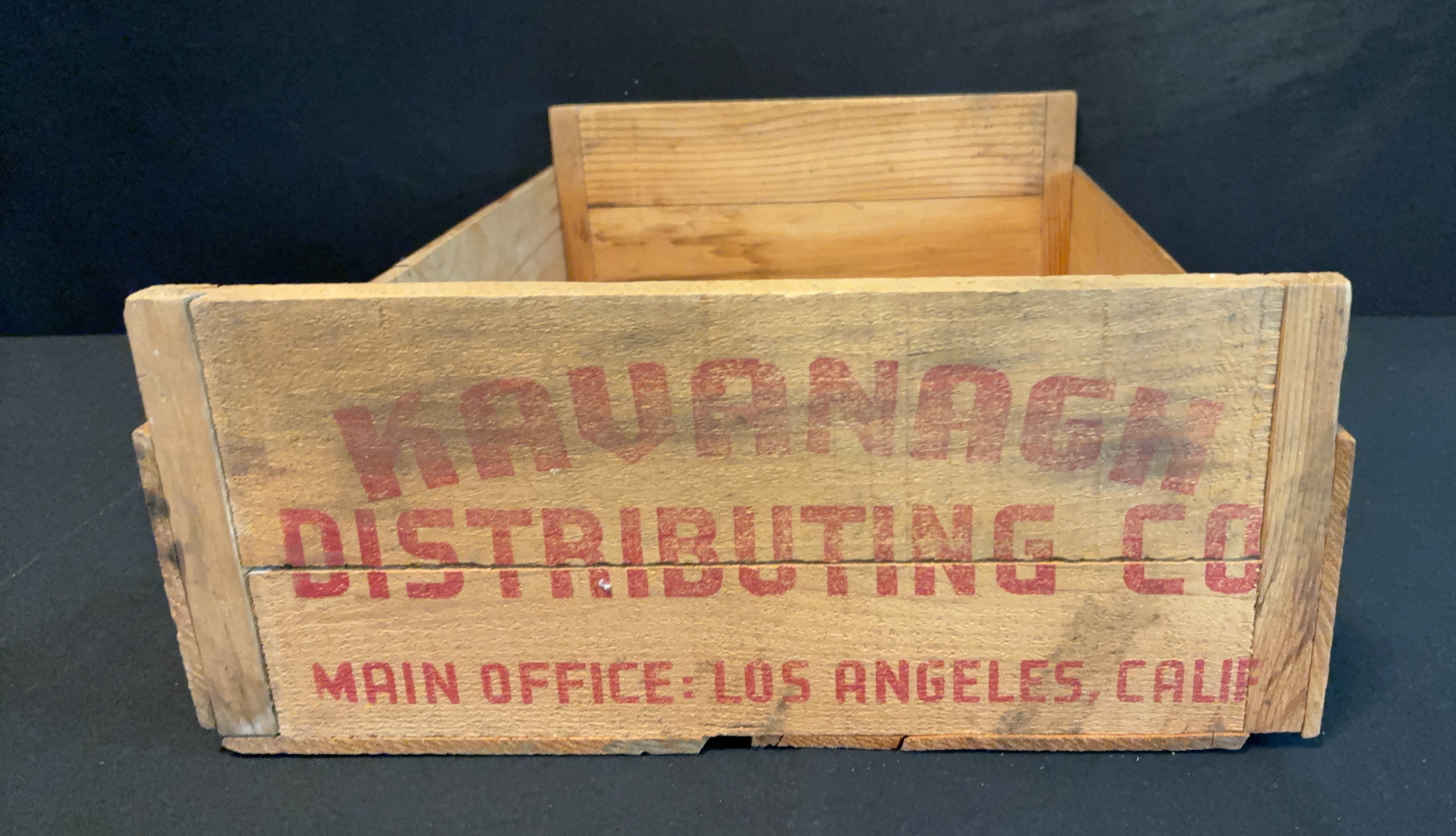 KAVANAGH
DISTRIBUTING CO
MAIN OFFICE: LOS ANGELES, CALIF